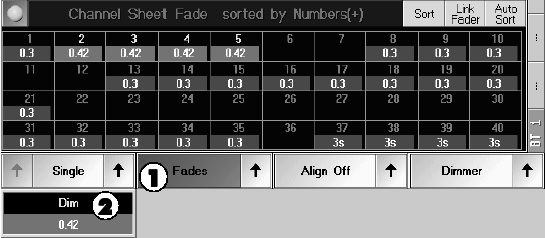 Channel Sheet Fade sorted by Numbers(+) Sort Link Fader Auto Sort
1 2 3 4 5 6 7 8 9 10
0.3 0.42 0.42 0.42 0.42 0.3 0.3 0.3
11 12 13 14 15 16 17 18 19 20
0.3 0.3 0.3 0.3 0.3 0.3 0.3 0.3
21 22 23 24 25 26 27 28 29 30
0.3
31 32 33 34 35 36 37 38 39 40
0.3 0.3 0.3 0.3 0.3 3s 3s 3s 3s
BT 1
Single 1 Fades Align Off Dimmer
Dim 2
0.42